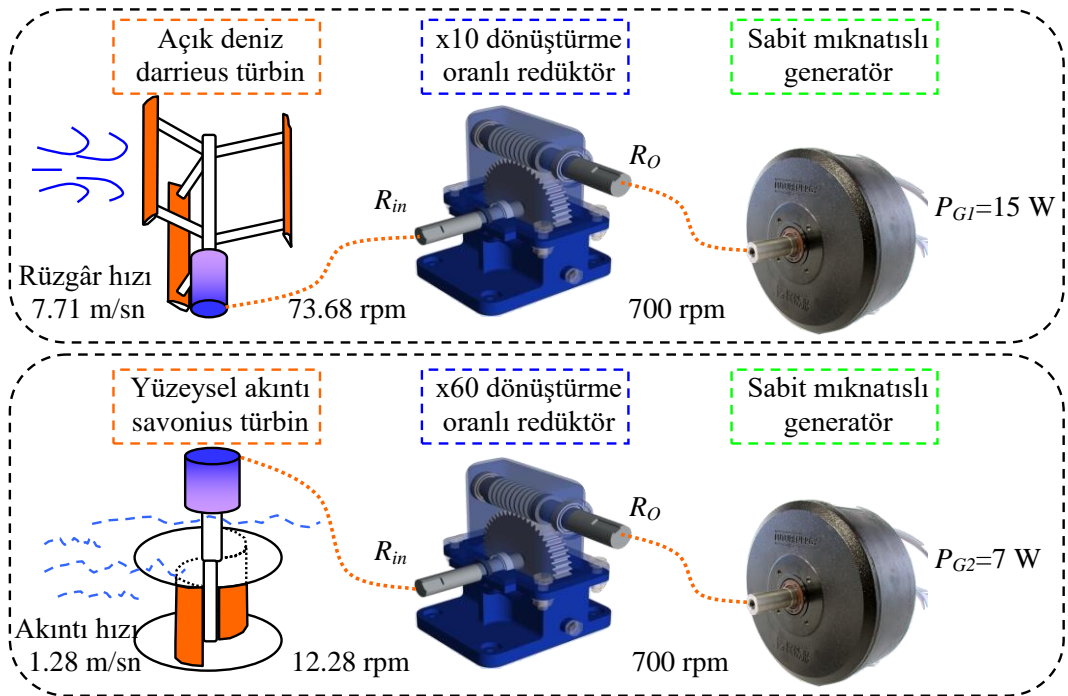 Açık deniz
darrieus türbin
x10 dönüştürme
oranlı redüktör
Sabit mıknatıslı
generatör
R_in
R_O
P_G1=15 W
Rüzgâr hızı
7.71 m/sn
73.68 rpm
700 rpm
Yüzeysel akıntı
savonius türbin
x60 dönüştürme
oranlı redüktör
Sabit mıknatıslı
generatör
R_in
R_O
P_G2=7 W
Akıntı hızı
1.28 m/sn
12.28 rpm
700 rpm